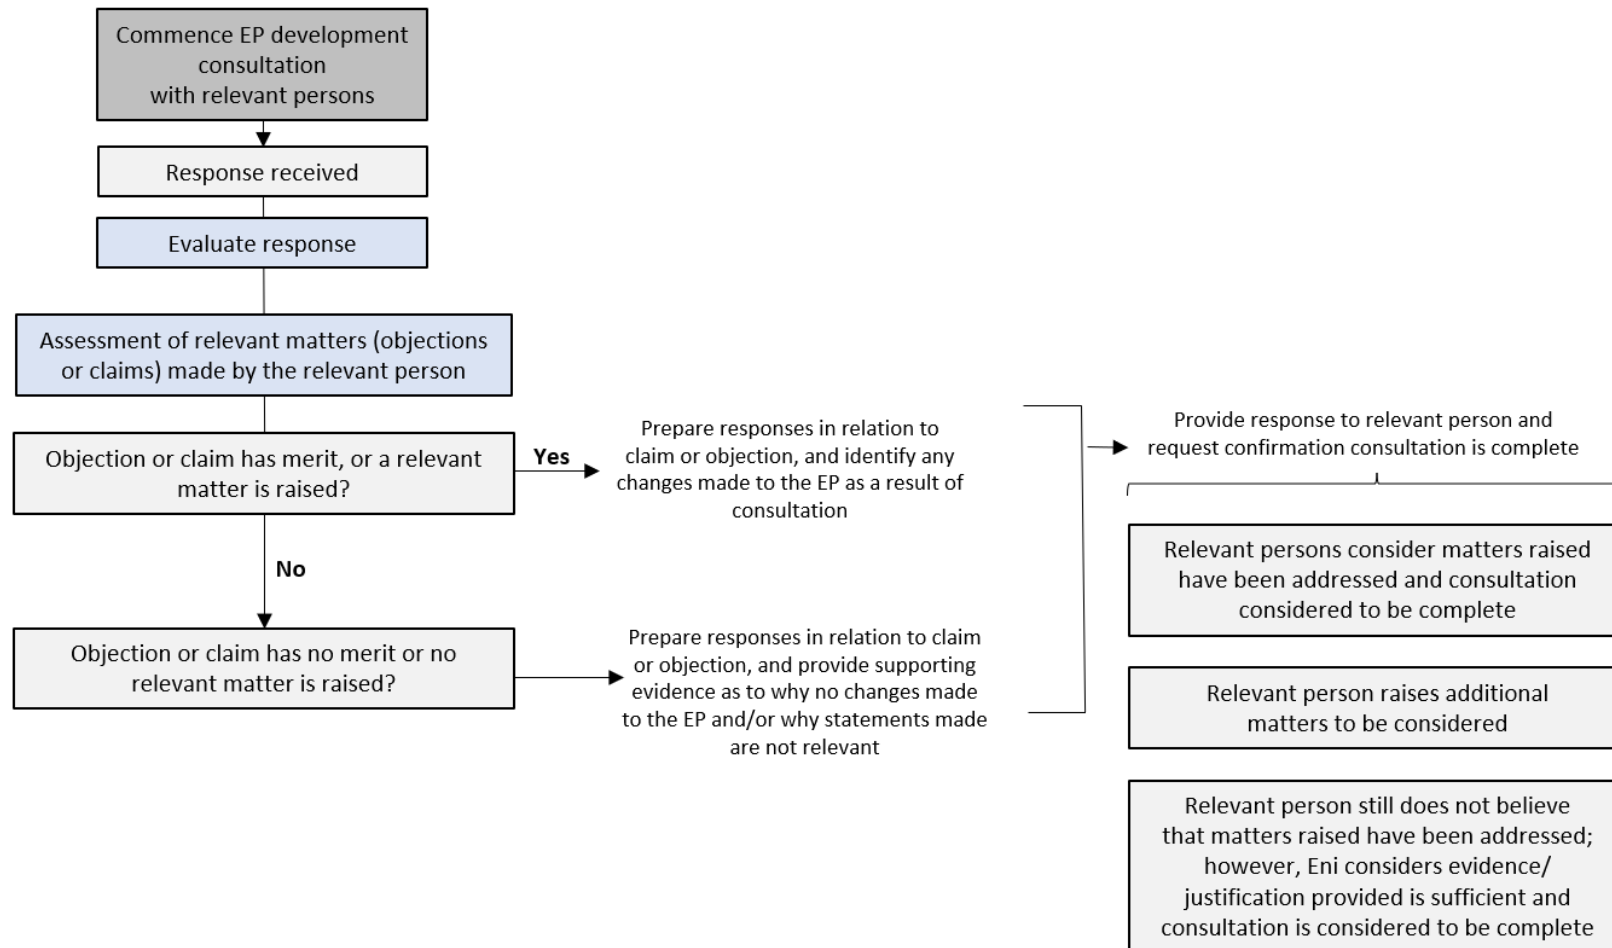 Commence EP development
consultation
with relevant persons
Response received
Evaluate response
Assessment of relevant matters (objections
or claims) made by the relevant person
Objection or claim has merit, or a relevant
matter is raised?
Yes
Prepare responses in relation to
claim or objection, and identify any
changes made to the EP as a result of
consultation
No
Objection or claim has no merit or no
relevant matter is raised?
Prepare responses in relation to claim
or objection, and provide supporting
evidence as to why no changes made
to the EP and/or why statements made
are not relevant
Provide response to relevant person and
request confirmation consultation is complete
Relevant persons consider matters raised
have been addressed and consultation
considered to be complete
Relevant person raises additional
matters to be considered
Relevant person still does not believe
that matters raised have been addressed;
however, Eni considers evidence/
justification provided is sufficient and
consultation is considered to be complete